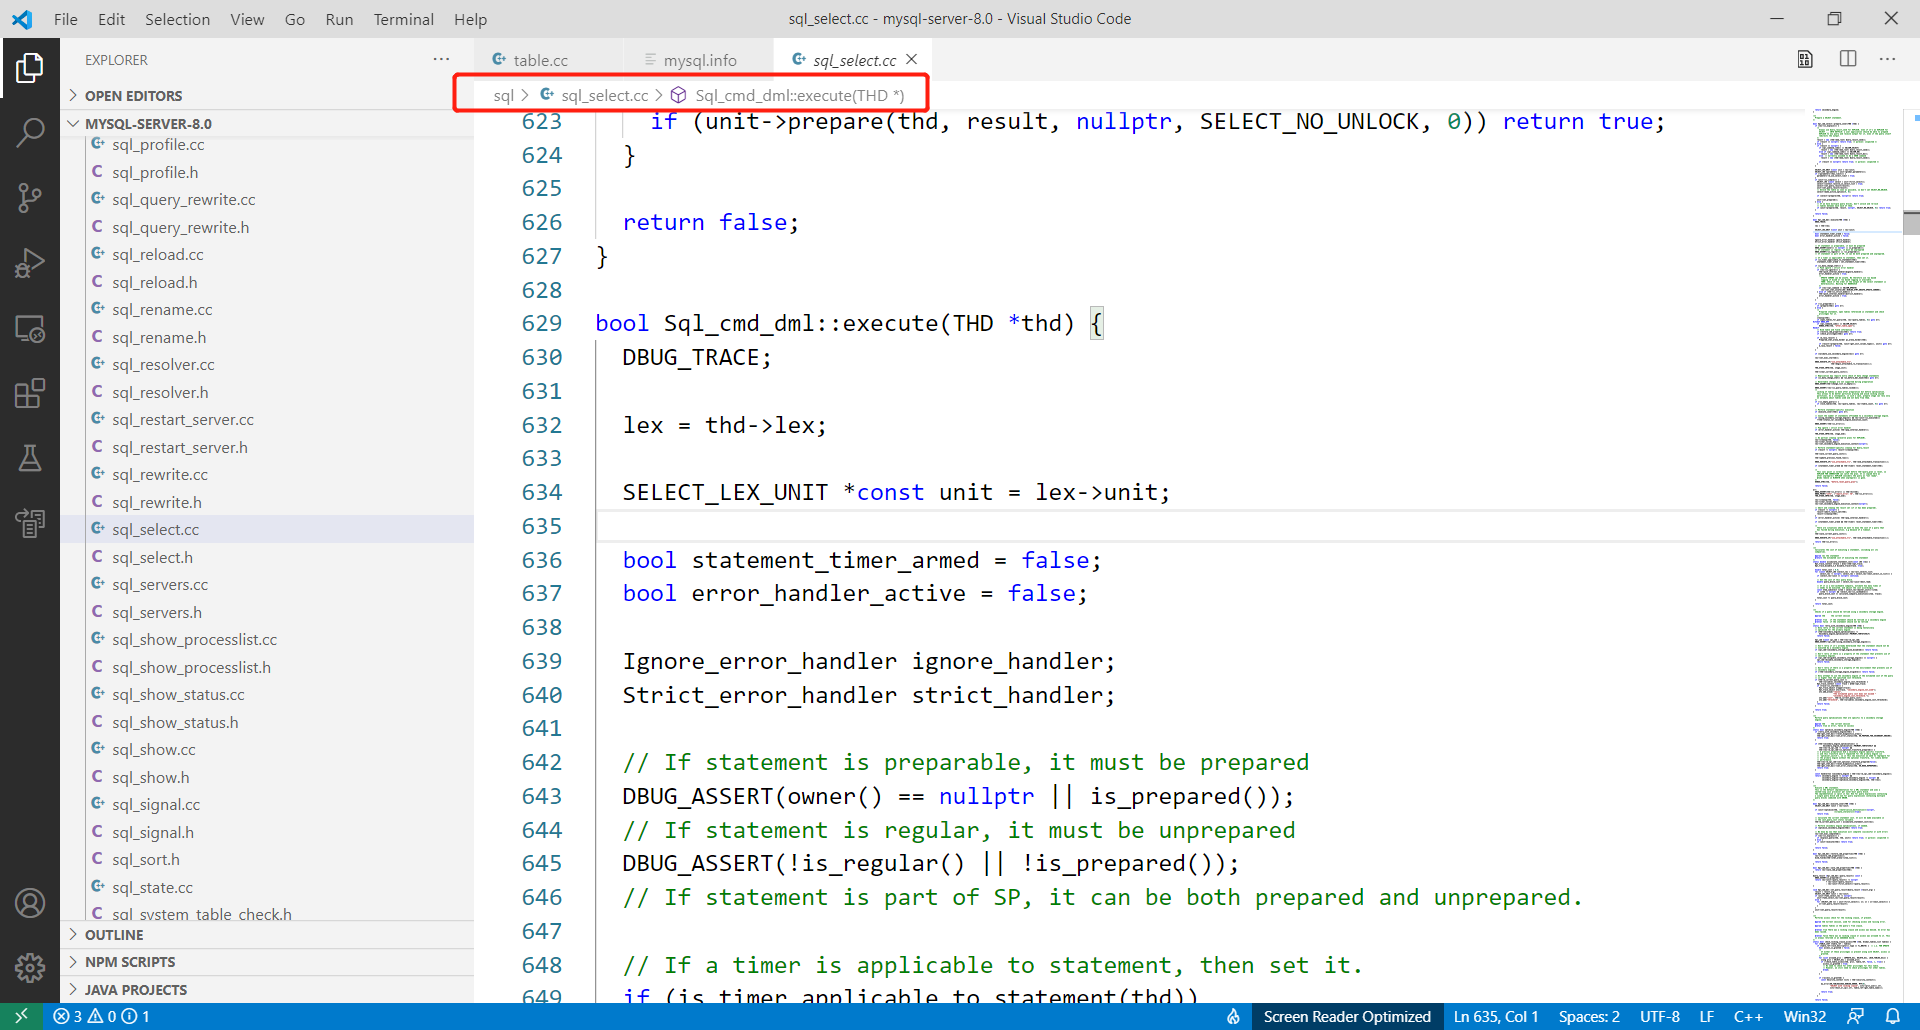 File Edit Selection View Go Run Terminal Help sql_select.cc - mysql-server-8.0 - Visual Studio Code
EXPLORER
OPEN EDITORS
MYSQL-SERVER-8.0
sql_profile.cc
sql_profile.h
sql_query_rewrite.cc
sql_query_rewrite.h
sql_reload.cc
sql_reload.h
sql_rename.cc
sql_rename.h
sql_resolver.cc
sql_resolver.h
sql_restart_server.cc
sql_restart_server.h
sql_rewrite.cc
sql_rewrite.h
sql_select.cc
sql_select.h
sql_servers.cc
sql_servers.h
sql_show_processlist.cc
sql_show_processlist.h
sql_show_status.cc
sql_show_status.h
sql_show.cc
sql_show.h
sql_signal.cc
sql_signal.h
sql_sort.h
sql_state.cc
sql_system_table_check.h
OUTLINE
NPM SCRIPTS
JAVA PROJECTS
table.cc mysql.info sql_select.cc
sql > sql_select.cc > Sql_cmd_dml::execute(THD *)
623 if (unit->prepare(thd, result, nullptr, SELECT_NO_UNLOCK, 0)) return true;
624 }
625
626 return false;
627 }
628
629 bool Sql_cmd_dml::execute(THD *thd) {
630 DBUG_TRACE;
631
632 lex = thd->lex;
633
634 SELECT_LEX_UNIT *const unit = lex->unit;
635
636 bool statement_timer_armed = false;
637 bool error_handler_active = false;
638
639 Ignore_error_handler ignore_handler;
640 Strict_error_handler strict_handler;
641
642 // If statement is preparable, it must be prepared
643 DBUG_ASSERT(owner() == nullptr || is_prepared());
644 // If statement is regular, it must be unprepared
645 DBUG_ASSERT(!is_regular() || !is_prepared());
646 // If statement is part of SP, it can be both prepared and unprepared.
647
648 // If a timer is applicable to statement, then set it.
649 if (is_timer_applicable_to_statement(thd))
3 0 1 Screen Reader Optimized Ln 635, Col 1 Spaces: 2 UTF-8 LF C++ Win32